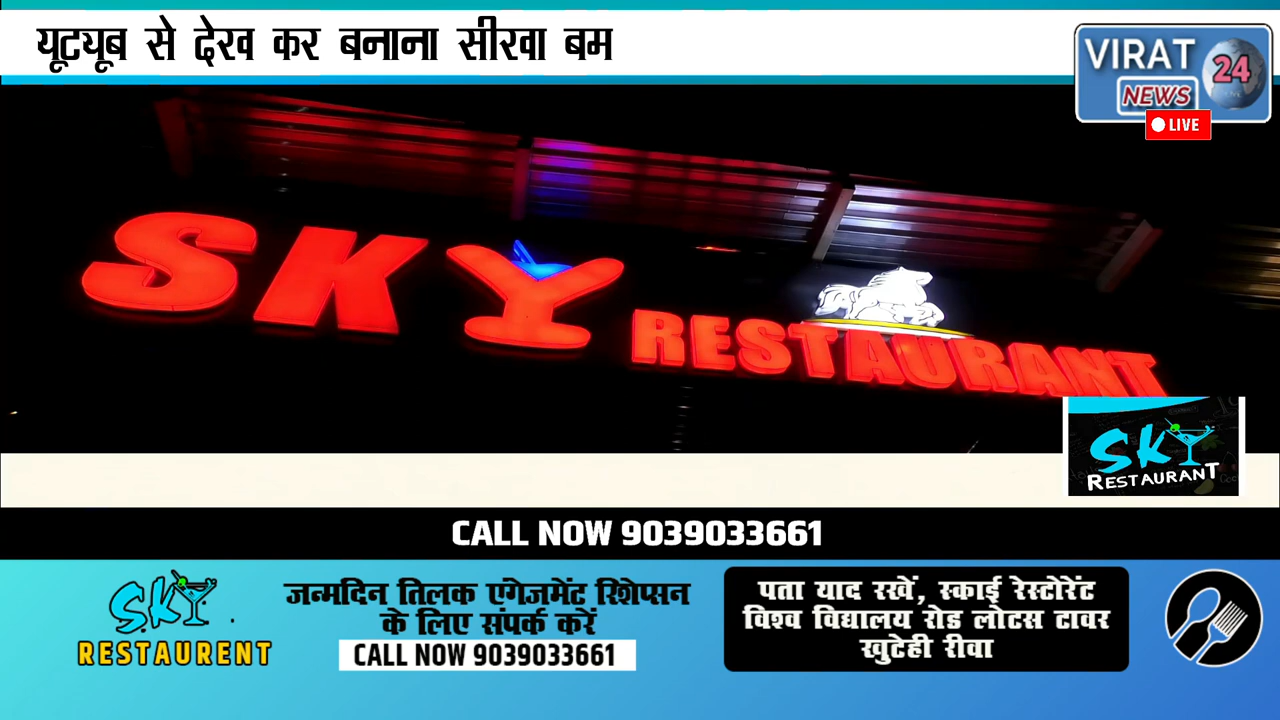 यूट्यूब से देख कर बनाना सीखा बम
VIRAT
24
NEWS
LIVE
SKY RESTAURANT
SKY
RESTAURANT
CALL NOW 9039033661
SKY
RESTAURENT
जन्मदिन तिलक एंगेजमेंट रिशेप्सन
के लिए संपर्क करें
CALL NOW 9039033661
पता याद रखें, स्काई रेस्टोरेंट
विश्व विद्यालय रोड लोटस टावर
खुटेही रीवा